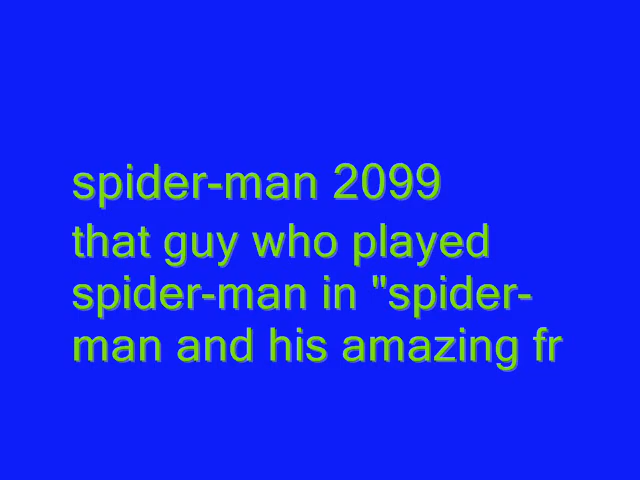 spider-man 2099
that guy who played
spider-man in "spider-
man and his amazing fr